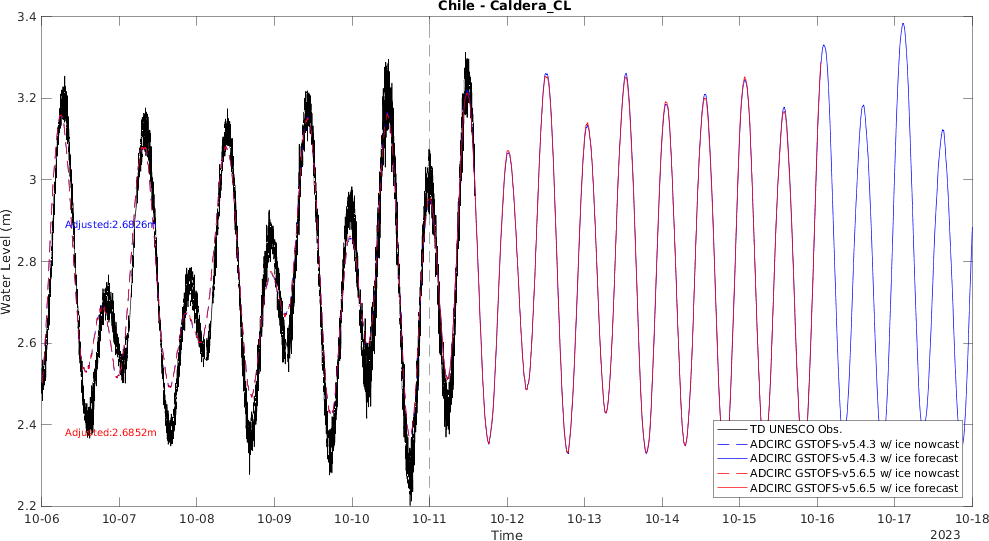 Chile - Caldera_CL
3.4
3.2
3
2.8
2.6
2.4
2.2
Water Level (m)
Adjusted:2.6826m
Adjusted:2.6852m
TD UNESCO Obs.
ADCIRC GSTOFS-v5.4.3 w/ ice nowcast
ADCIRC GSTOFS-v5.4.3 w/ ice forecast
ADCIRC GSTOFS-v5.6.5 w/ ice nowcast
ADCIRC GSTOFS-v5.6.5 w/ ice forecast
10-06 10-07 10-08 10-09 10-10 10-11 10-12 10-13 10-14 10-15 10-16 10-17 10-18
Time
2023